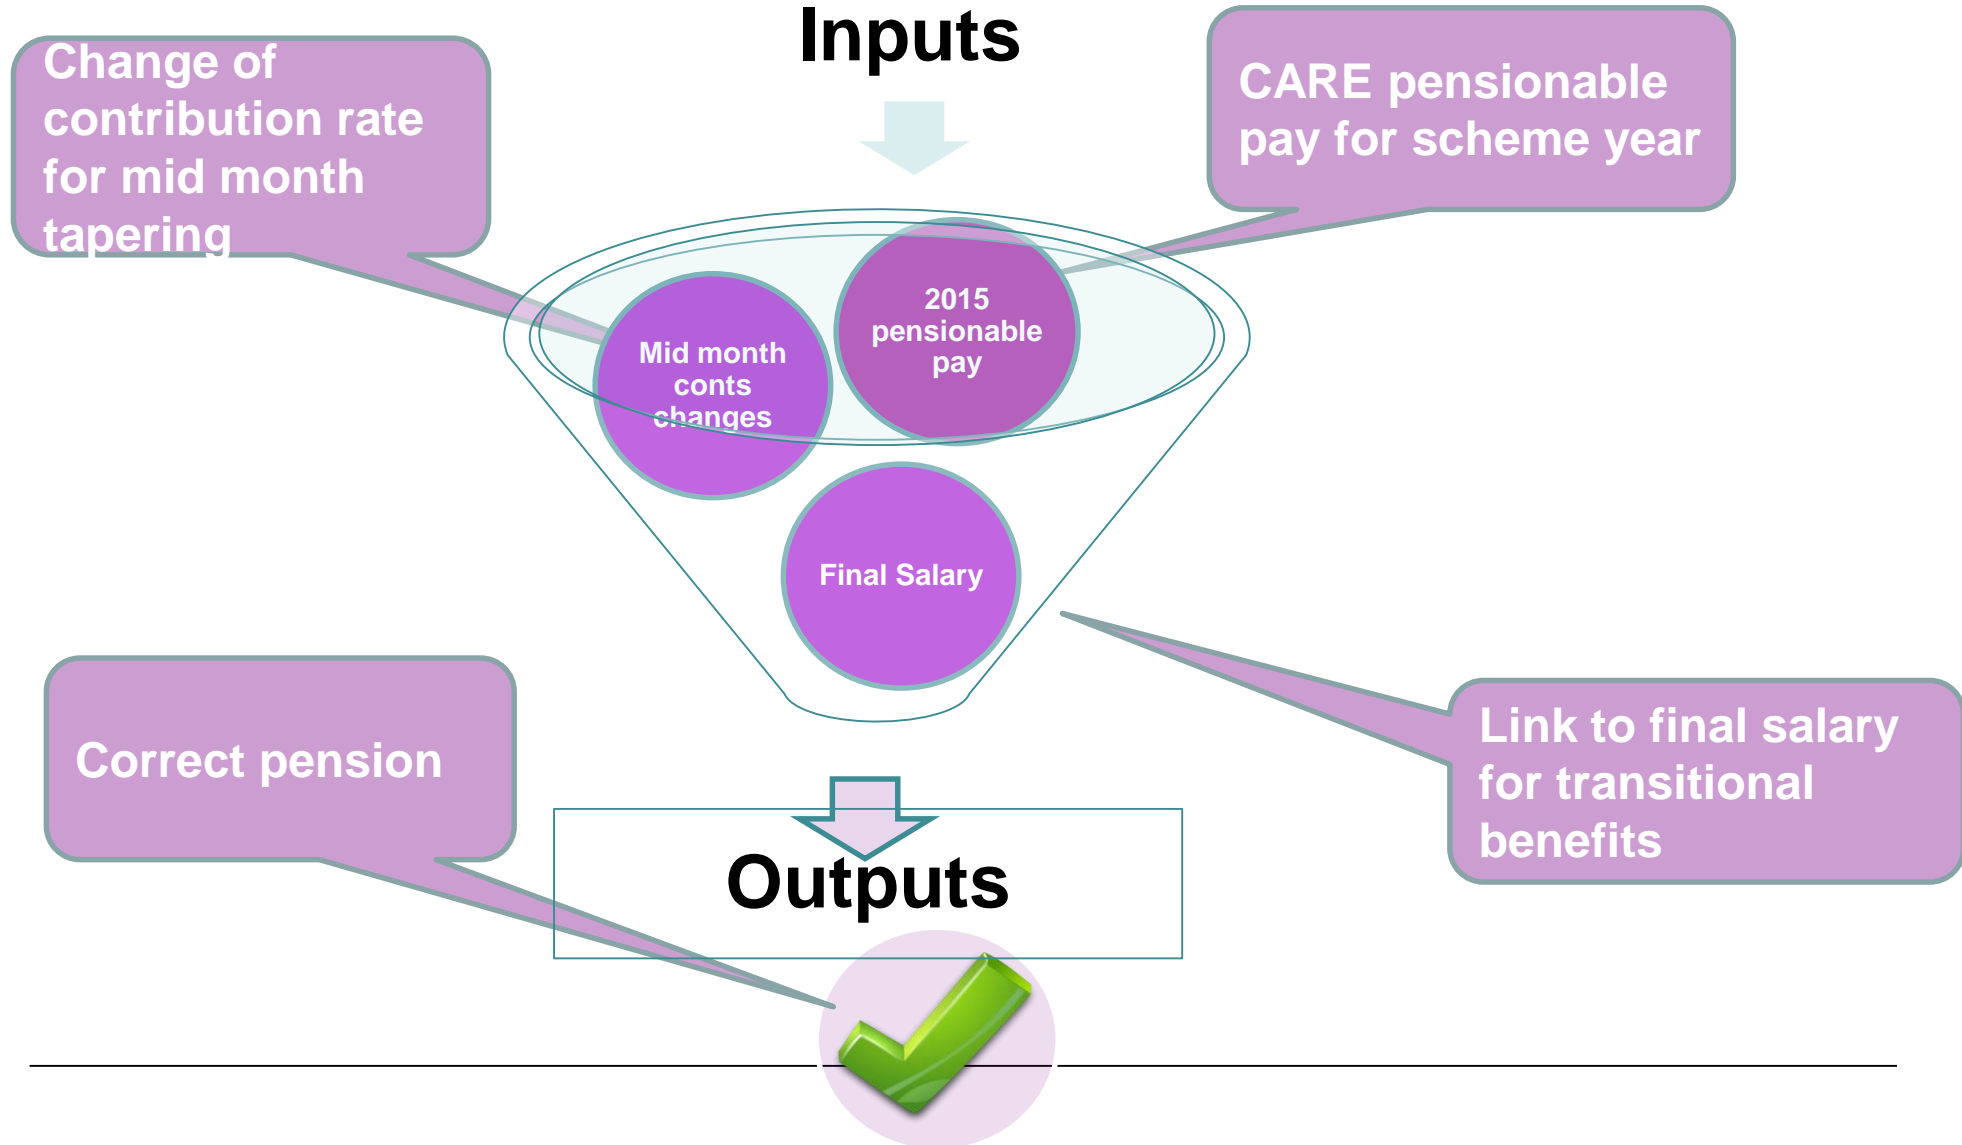 Inputs
Change of
contribution rate
for mid month
tapering
CARE pensionable
pay for scheme year
2015
pensionable
pay
Mid month
conts
changes
Final Salary
Correct pension
Link to final salary
for transitional
benefits
Outputs